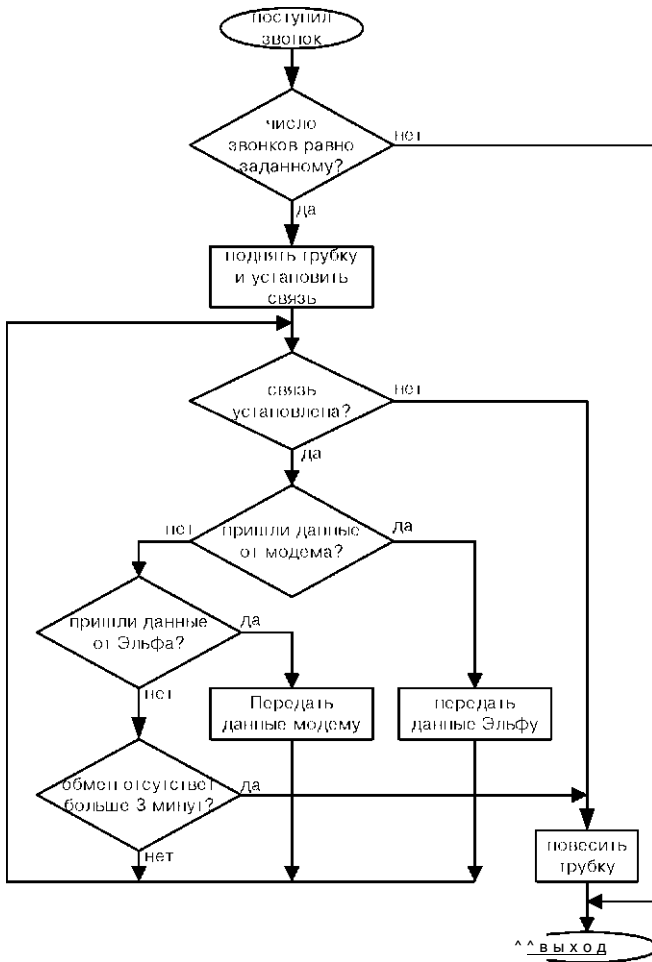 поступил
звонок
число
звонков равно
заданному?
нет
да
поднять трубку
и установить
связь
связь
установлена?
нет
да
пришли данные
от модема?
нет
да
пришли данные
от Эльфа?
да
нет
Передать
данные модему
передать
данные Эльфу
обмен отсутствет
больше 3 минут?
да
нет
повесить
трубку
^^выход